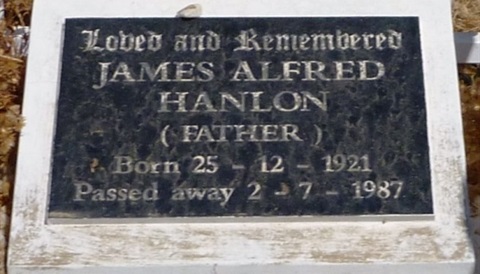 Loved and Remembered
JAMES ALFRED
HANLON
( FATHER )
Born 25 - 12 - 1921
Passed away 2 - 7 - 1987